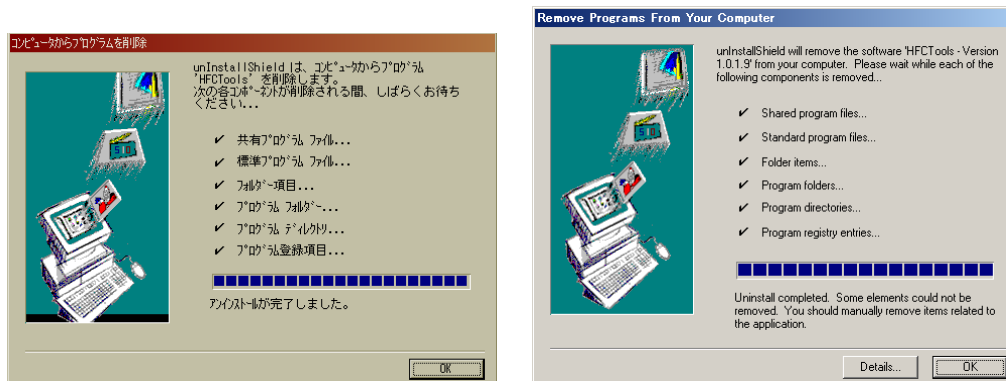 コンピュータからプログラムを削除
unInstallShield は、コンピュータからプログラム
'HFCTools' を削除します。
次の各コンポーネントが削除される間、しばらくお待ち
ください...
✔ 共有プログラム ファイル...
✔ 標準プログラム ファイル...
✔ フォルダー項目...
✔ プログラム フォルダー...
✔ プログラム ディレクトリ...
✔ プログラム登録項目...
アンインストールが完了しました。
OK
Remove Programs From Your Computer
unInstallShield will remove the software 'HFCTools - Version
1.0.1.9' from your computer. Please wait while each of the
following components is removed...
✔ Shared program files...
✔ Standard program files...
✔ Folder items...
✔ Program folders...
✔ Program directories...
✔ Program registry entries...
Uninstall completed. Some elements could not be
removed. You should manually remove items related to
the application.
Details...
OK